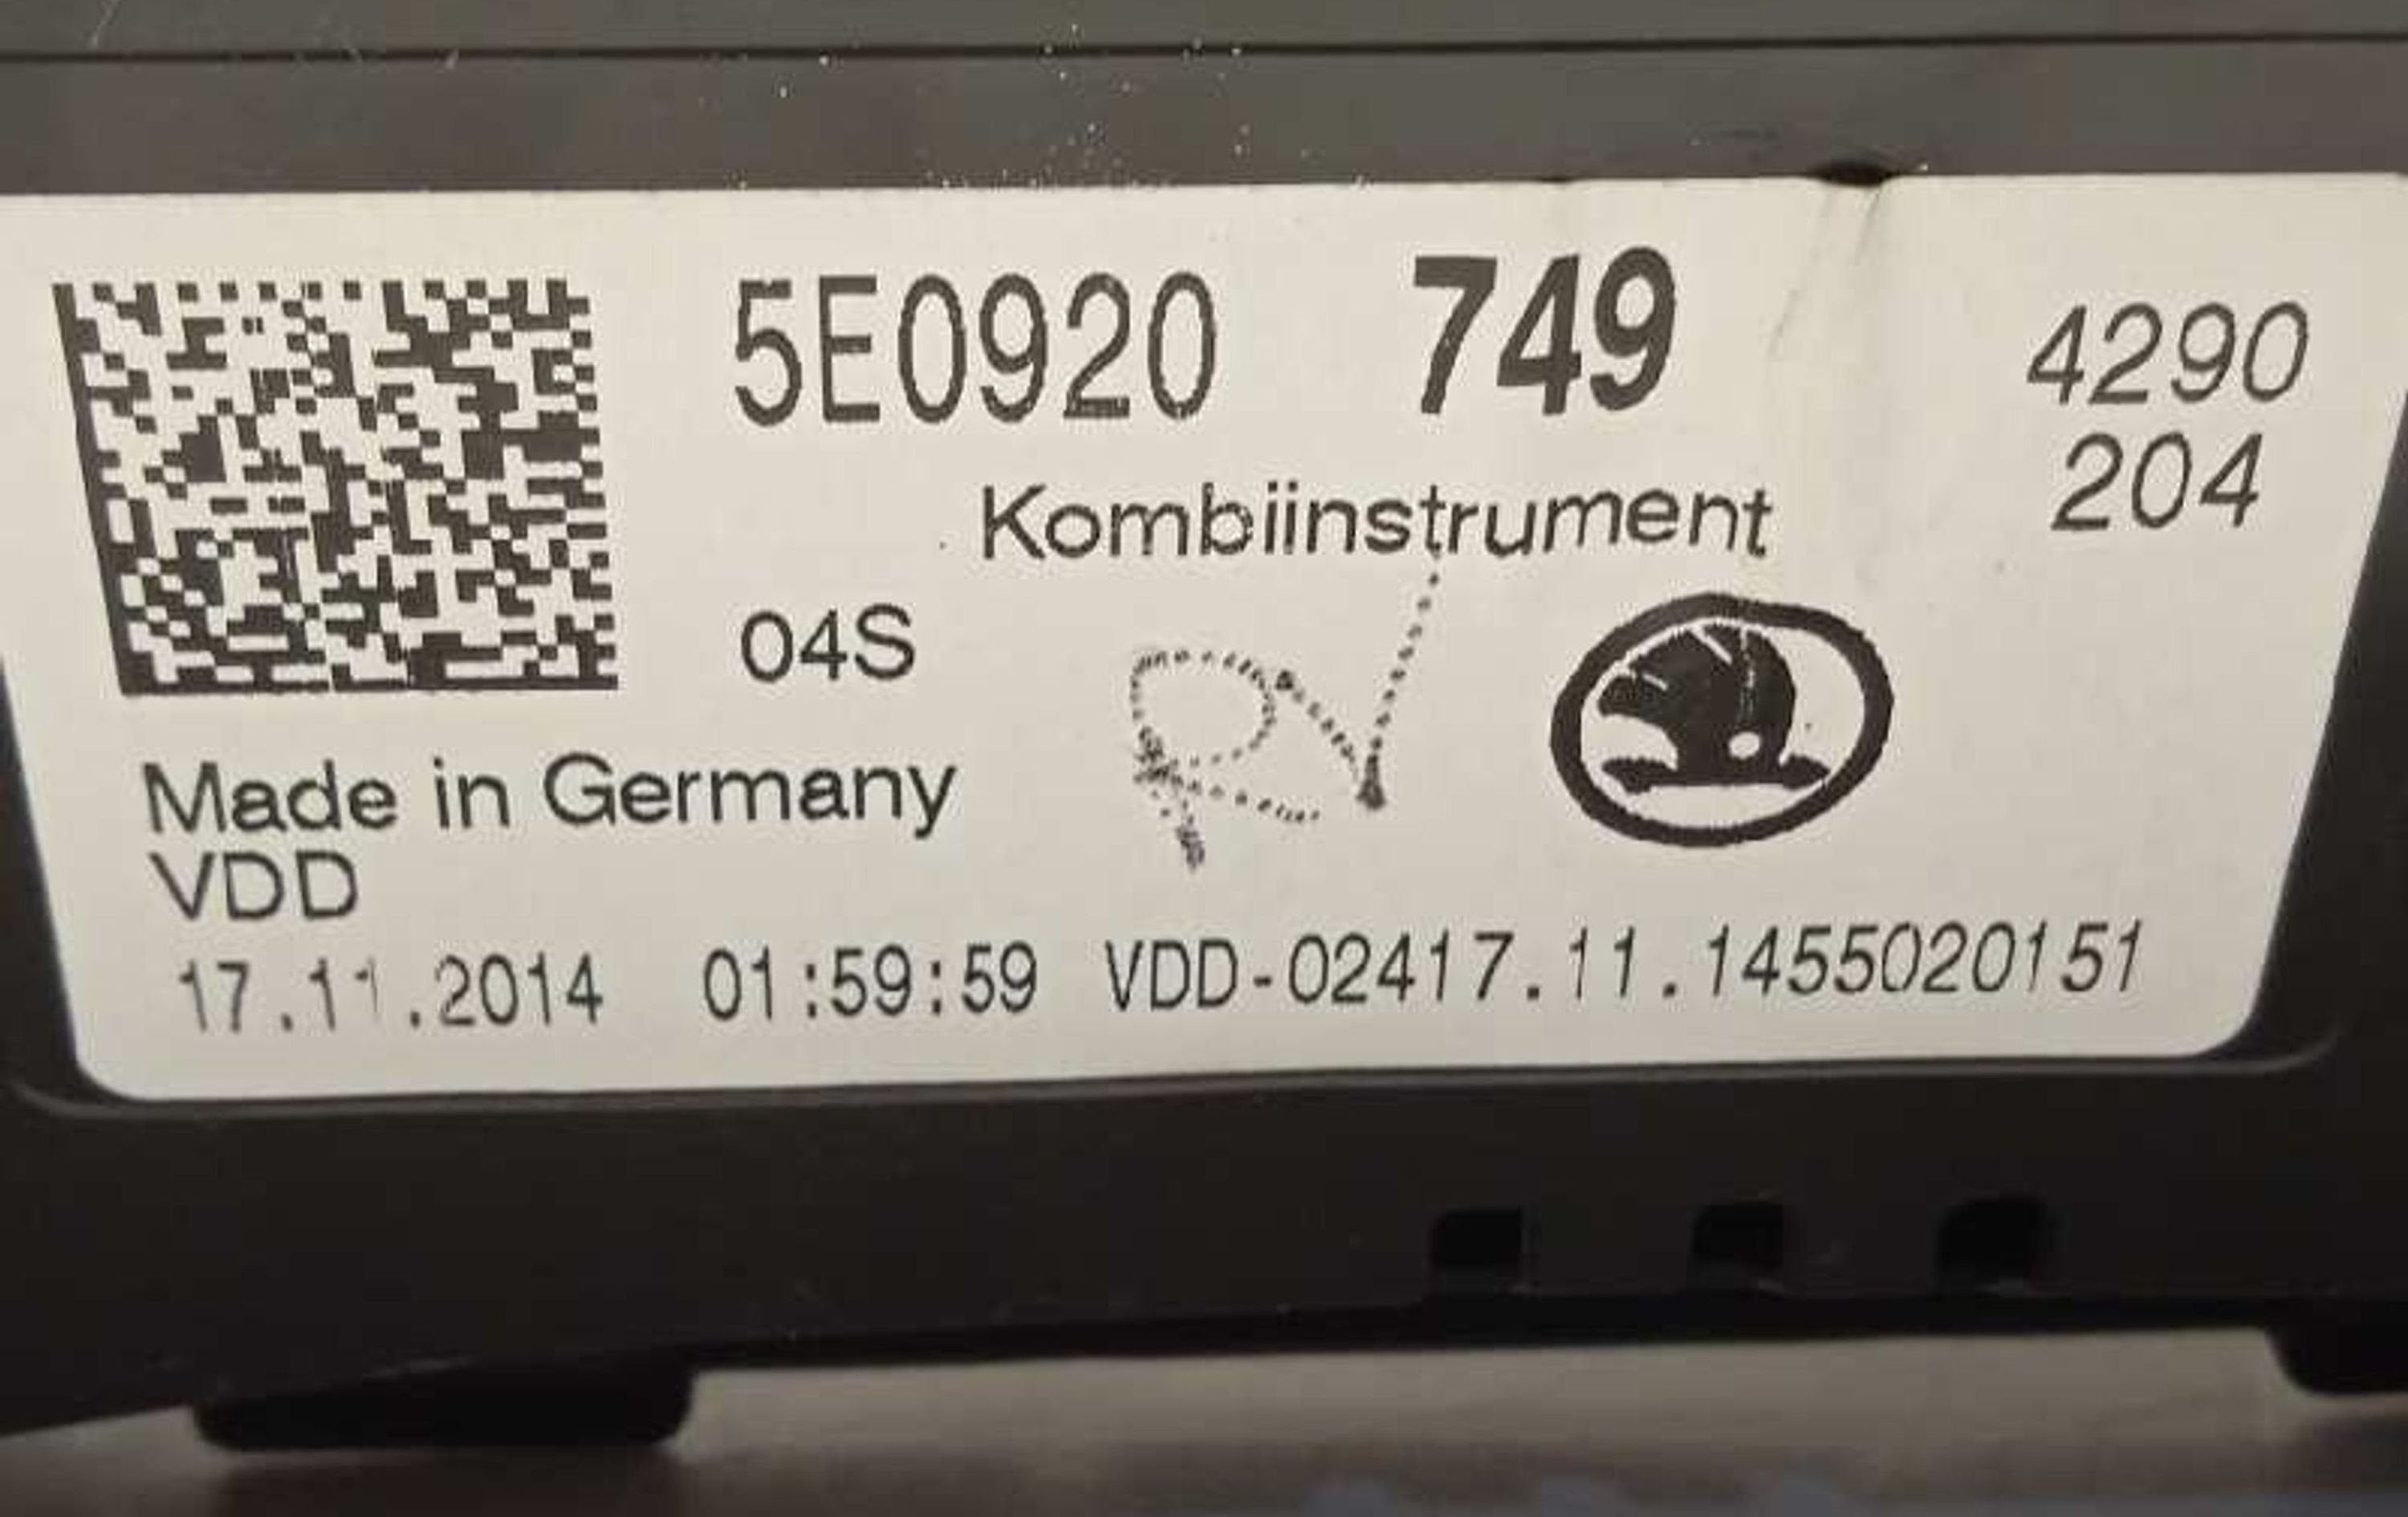 5E0920 749 4290
204
Kombiinstrument
04S
Made in Germany
VDD
17.11.2014 01:59:59 VDD-02417.11.1455020151